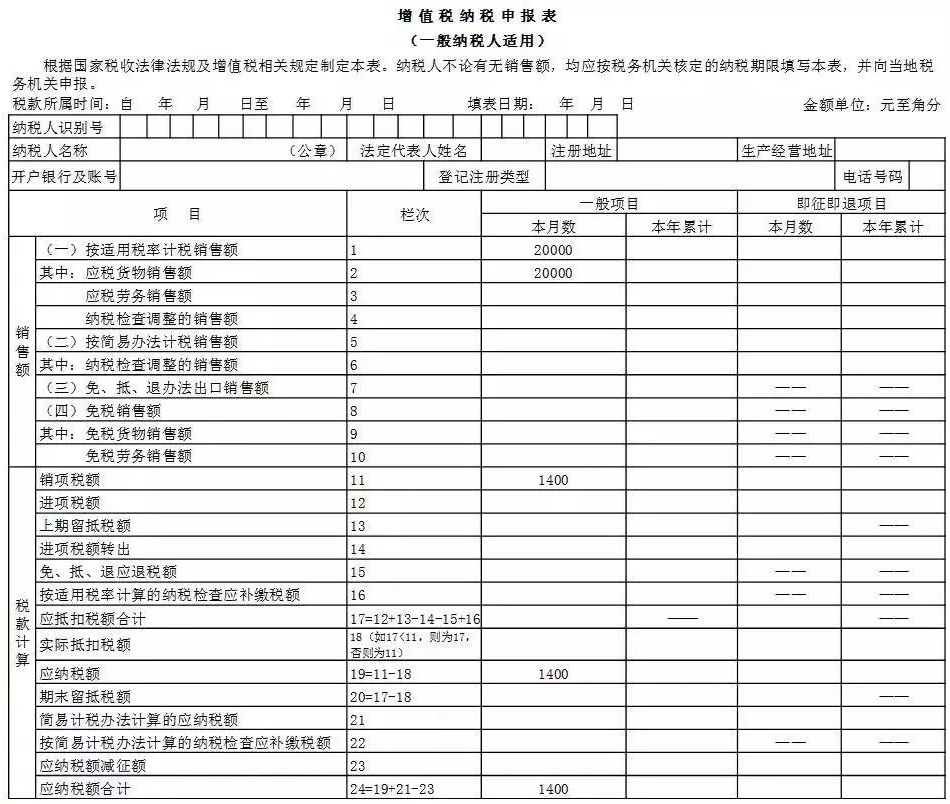 增值税纳税申报表
（一般纳税人适用）
根据国家税收法律法规及增值税相关规定制定本表。纳税人不论有无销售额，均应按税务机关核定的纳税期限填写本表，并向当地税
务机关申报。
税款所属时间：自 年 月 日至 年 月 日 填表日期： 年 月 日 金额单位：元至角分
纳税人识别号
纳税人名称 （公章） 法定代表人姓名 注册地址 生产经营地址
开户银行及账号 登记注册类型 电话号码
项 目 栏次 一般项目 即征即退项目
本月数 本年累计 本月数 本年累计
销售额
（一）按适用税率计税销售额 1 20000
其中：应税货物销售额 2 20000
应税劳务销售额 3
纳税检查调整的销售额 4
（二）按简易办法计税销售额 5
其中：纳税检查调整的销售额 6
（三）免、抵、退办法出口销售额 7 —— ——
（四）免税销售额 8 —— ——
其中：免税货物销售额 9 —— ——
免税劳务销售额 10 —— ——
税款计算
销项税额 11 1400
进项税额 12
上期留抵税额 13 ——
进项税额转出 14
免、抵、退应退税额 15 —— ——
按适用税率计算的纳税检查应补缴税额 16 —— ——
应抵扣税额合计 17=12+13-14-15+16 —— ——
实际抵扣税额 18（如17<11，则为17，
否则为11）
应纳税额 19=11-18 1400
期末留抵税额 20=17-18 ——
简易计税办法计算的应纳税额 21
按简易计税办法计算的纳税检查应补缴税额 22 —— ——
应纳税额减征额 23
应纳税额合计 24=19+21-23 1400